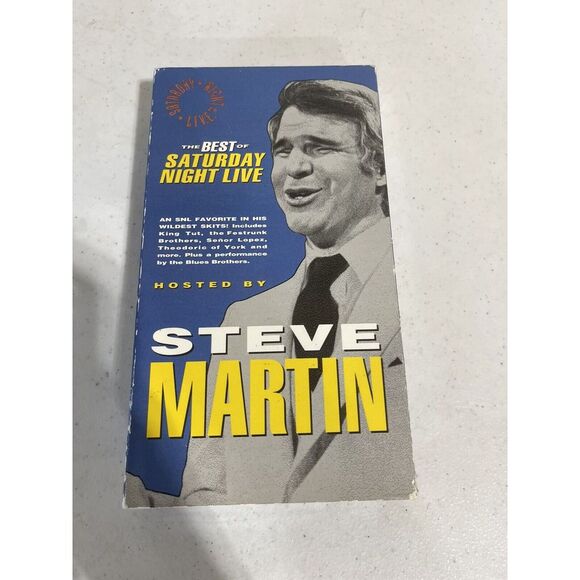 SATURDAY • NIGHT • LIVE •
THE BEST OF
SATURDAY
NIGHT LIVE
AN SNL FAVORITE IN HIS
WILDEST SKITS! Includes
King Tut, the Festrunk
Brothers, Señor Lopez,
Theodoric of York and
more. Plus a performance
by the Blues Brothers.
HOSTED BY
STEVE
MARTIN